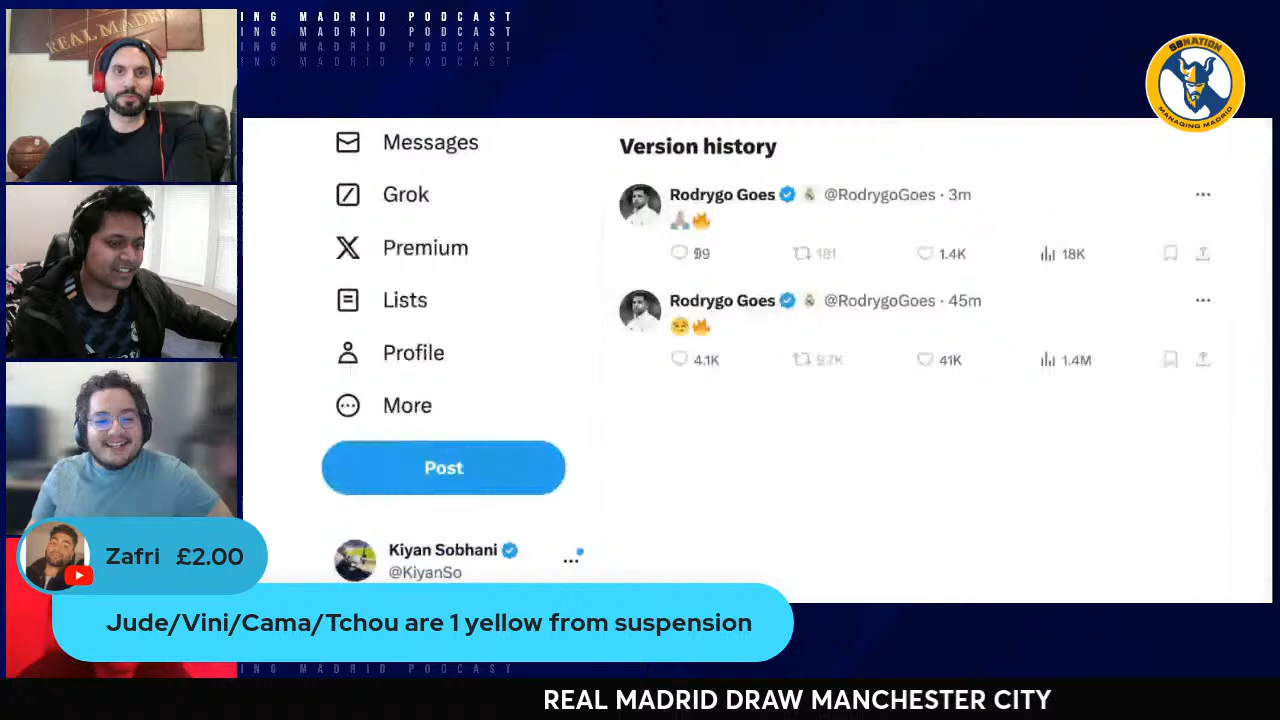 ING MADRID PODCAST
ING MADRID PODCAST
ING MADRID PODCAST
ING MADRID PODCAST
REAL MADRID
SBNATION
MANAGING MADRID
Messages
Grok
Premium
Lists
Profile
More
Post
Kiyan Sobhani
@KiyanSo
Version history
Rodrygo Goes @RodrygoGoes · 3m
🙏🏽🔥
181 1.4K 18K
Rodrygo Goes @RodrygoGoes · 45m
🔥
4.1K 9.7K 41K 1.4M
Zafri £2.00
Jude/Vini/Cama/Tchou are 1 yellow from suspension
ING MADRID PODCAST
REAL MADRID DRAW MANCHESTER CITY